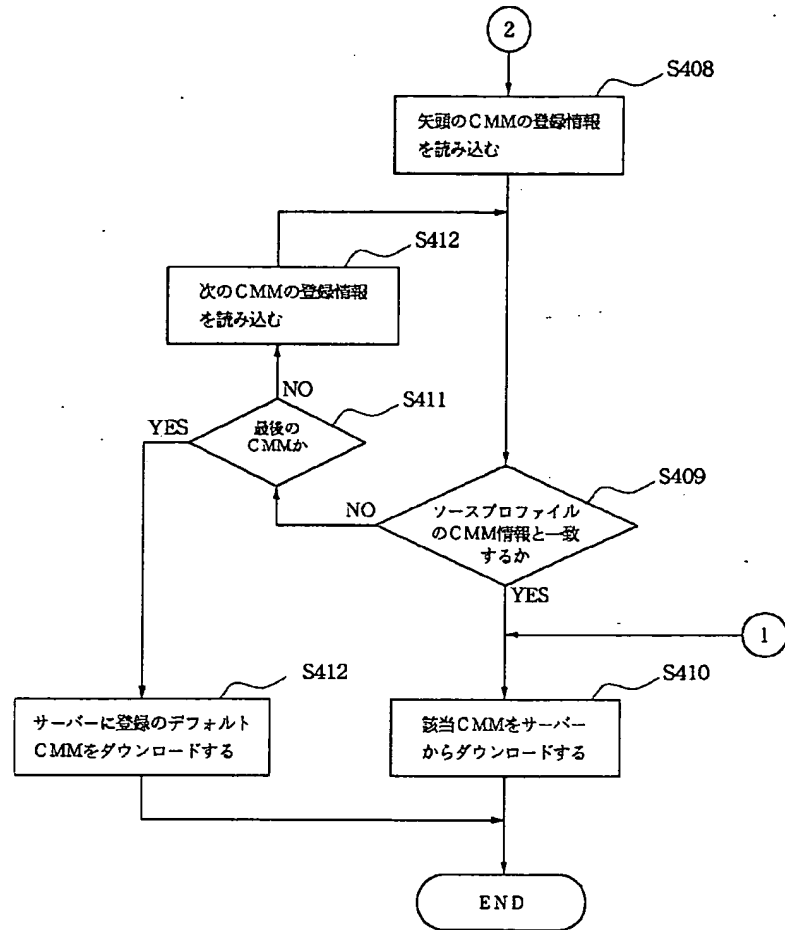 2
S408
矢頭のCMMの登録情報
を読み込む
S412
次のCMMの登録情報
を読み込む
NO
S411
YES
最後の
CMMか
S409
NO
ソースプロファイル
のCMM情報と一致
するか
YES
1
S412
S410
サーバーに登録のデフォルト
CMMをダウンロードする
該当CMMをサーバー
からダウンロードする
END